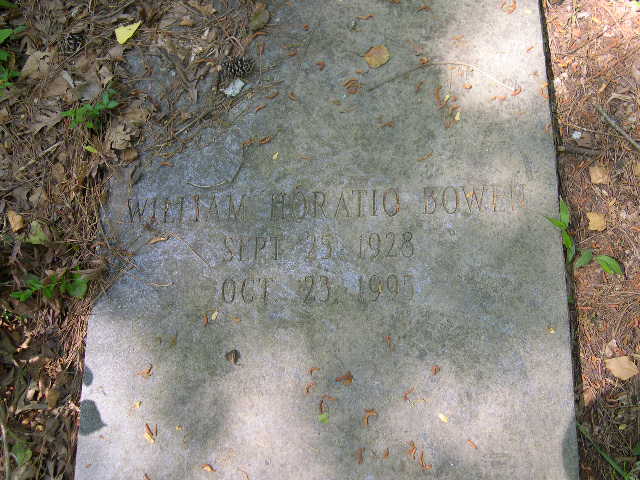 WILLIAM HORATIO BOWEN
SEPT 25 1928
OCT 23, 1995